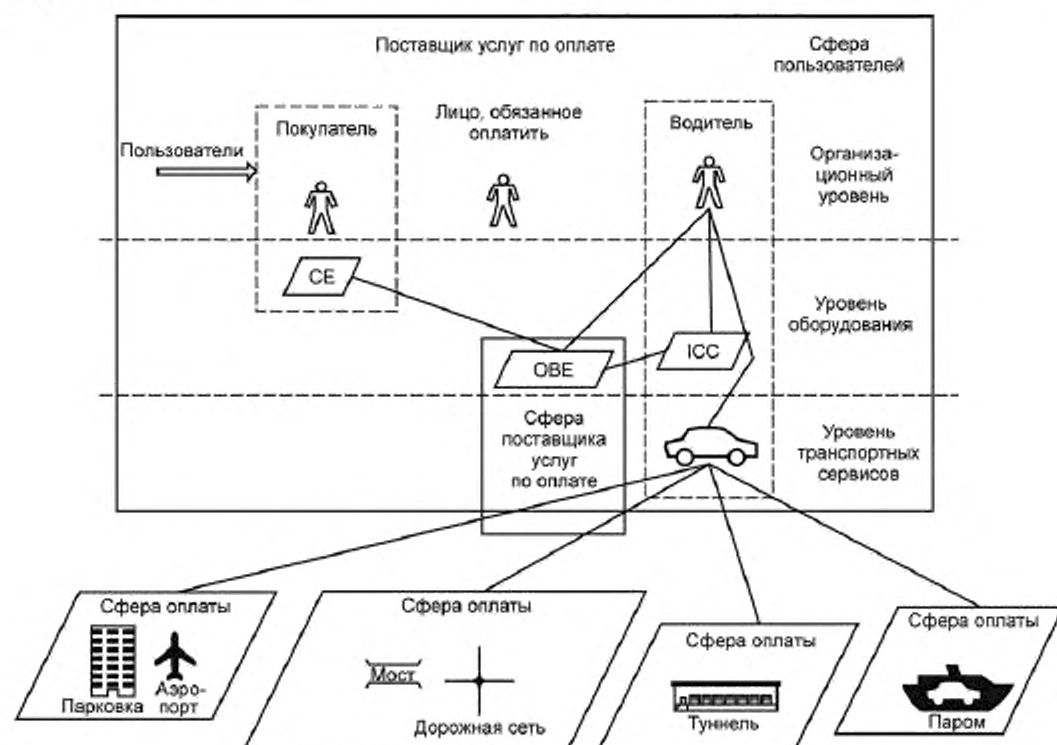 Поставщик услуг по оплате
Сфера
пользователей
Пользователи
Покупатель
Лицо, обязанное
оплатить
Водитель
Организа-
ционный
уровень
CE
OBE
ICC
Уровень
оборудования
Сфера
поставщика
услуг
по оплате
Уровень
транспортных
сервисов
Сфера оплаты
Парковка
Аэро-
порт
Сфера оплаты
Мост
Дорожная сеть
Сфера оплаты
Туннель
Сфера оплаты
Паром